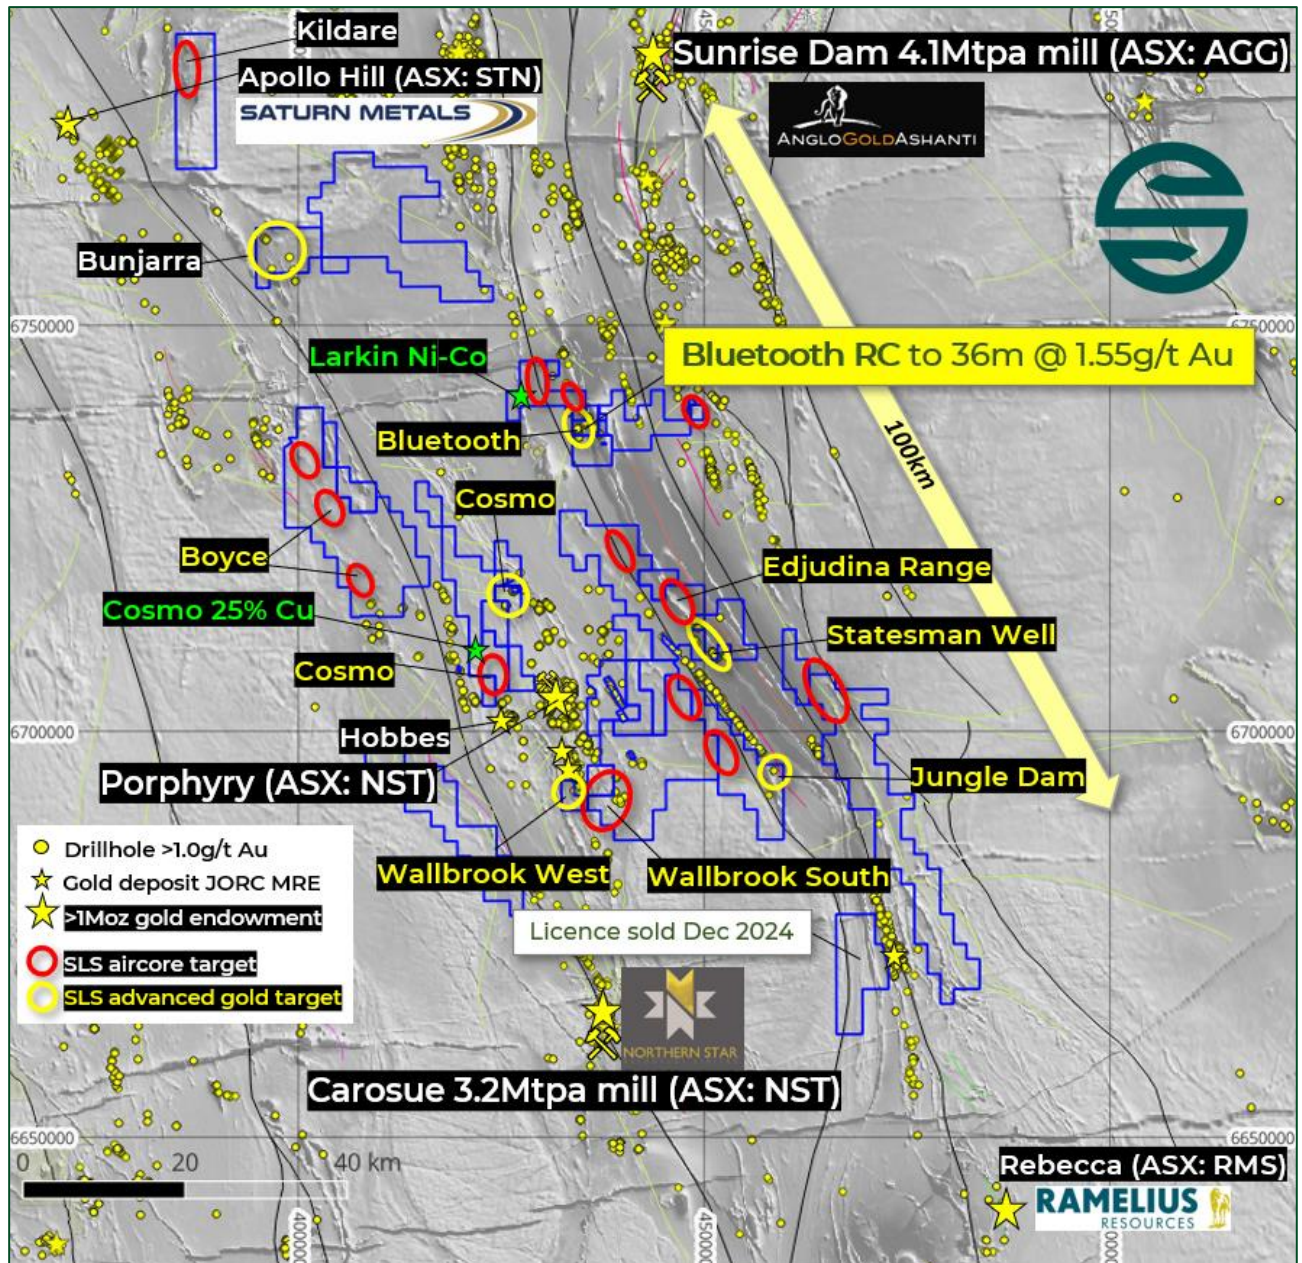 Kildare
Apollo Hill (ASX: STN)
SATURN METALS
Sunrise Dam 4.1Mtpa mill (ASX: AGG)
ANGLOGOLDASHANTI
Bunjarra
6750000
6750000
Larkin Ni-Co
Bluetooth RC to 36m @ 1.55g/t Au
Bluetooth
100km
Cosmo
Boyce
Edjudina Range
Cosmo 25% Cu
Statesman Well
Cosmo
Hobbes
6700000
6700000
Porphyry (ASX: NST)
Jungle Dam
Drillhole >1.0g/t Au
Gold deposit JORC MRE
>1Moz gold endowment
SLS aircore target
SLS advanced gold target
Wallbrook West
Wallbrook South
Licence sold Dec 2024
NORTHERN STAR
Carosue 3.2Mtpa mill (ASX: NST)
6650000
6650000
0 20 40 km
Rebecca (ASX: RMS)
RAMELIUS
RESOURCES